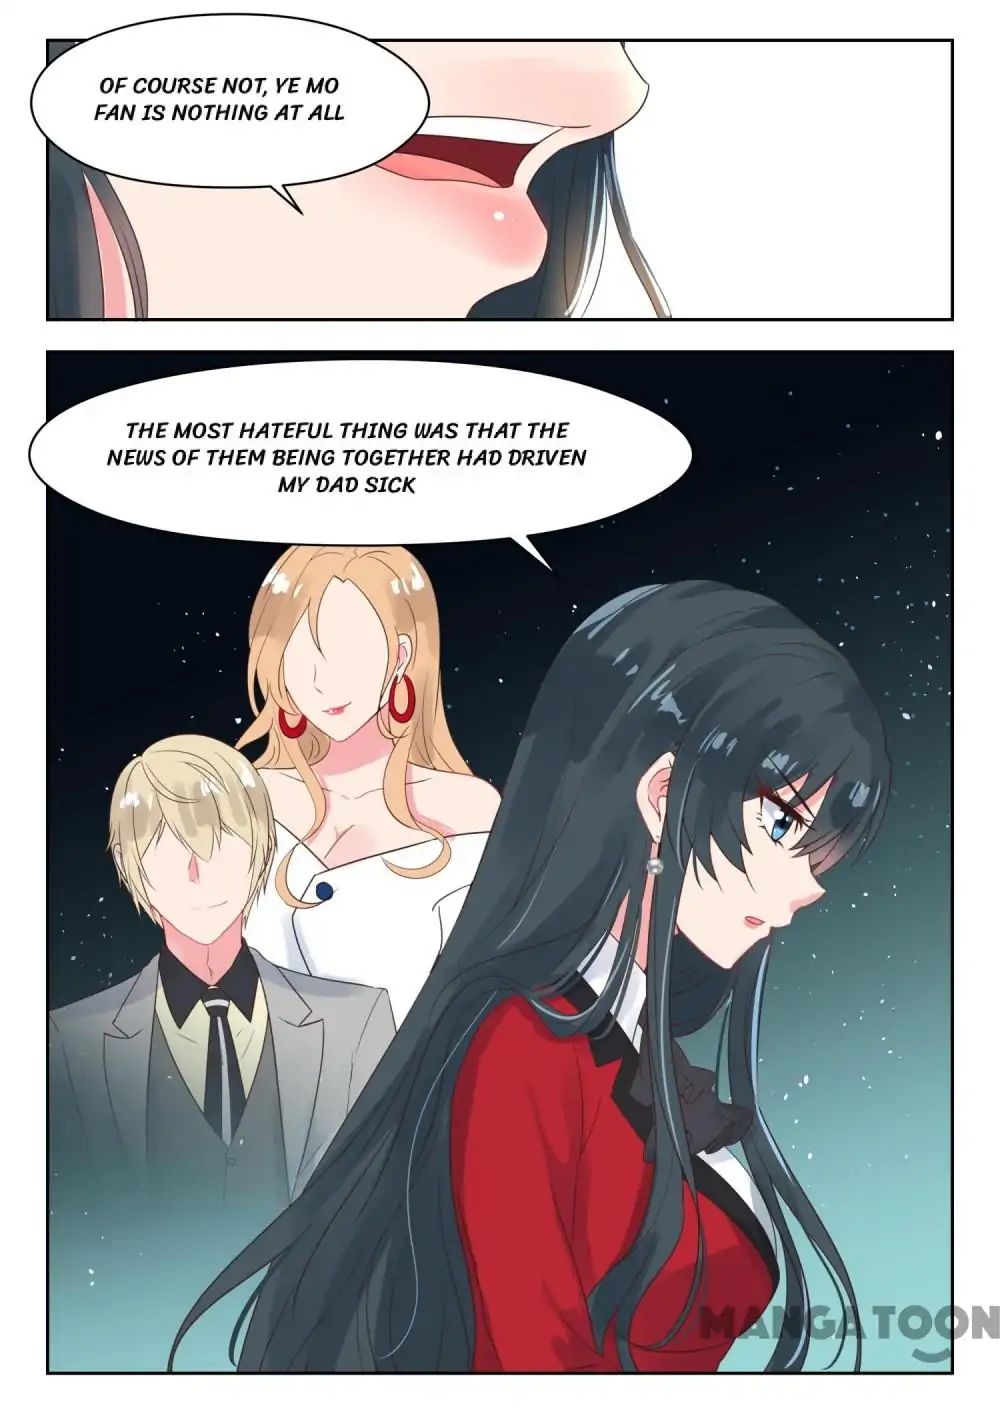 OF COURSE NOT, YE MO
FAN IS NOTHING AT ALL
THE MOST HATEFUL THING WAS THAT THE
NEWS OF THEM BEING TOGETHER HAD DRIVEN
MY DAD SICK
MANGATOON